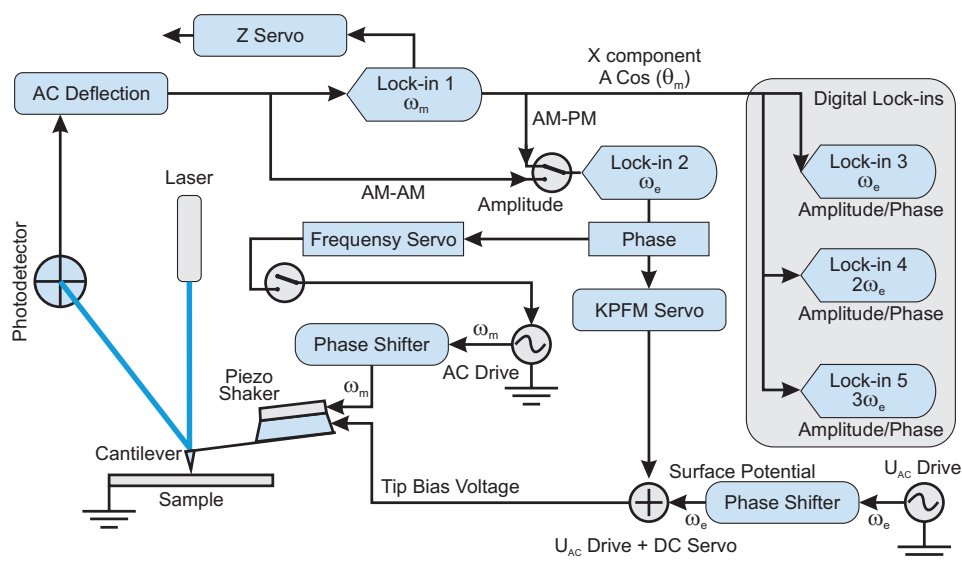 Z Servo
X component
A Cos (θm)
Lock-in 1
ωm
AC Deflection
Digital Lock-ins
AM-PM
Lock-in 2
ωe
Lock-in 3
ωe
Amplitude/Phase
Laser
AM-AM
Amplitude
Photodetector
Frequensy Servo
Phase
Lock-in 4
2ωe
Amplitude/Phase
KPFM Servo
Phase Shifter
ωm
AC Drive
Piezo
Shaker
ωm
Lock-in 5
3ωe
Amplitude/Phase
Cantilever
Sample
Tip Bias Voltage
Surface Potential
UAC Drive
Phase Shifter
ωe
ωe
UAC Drive + DC Servo